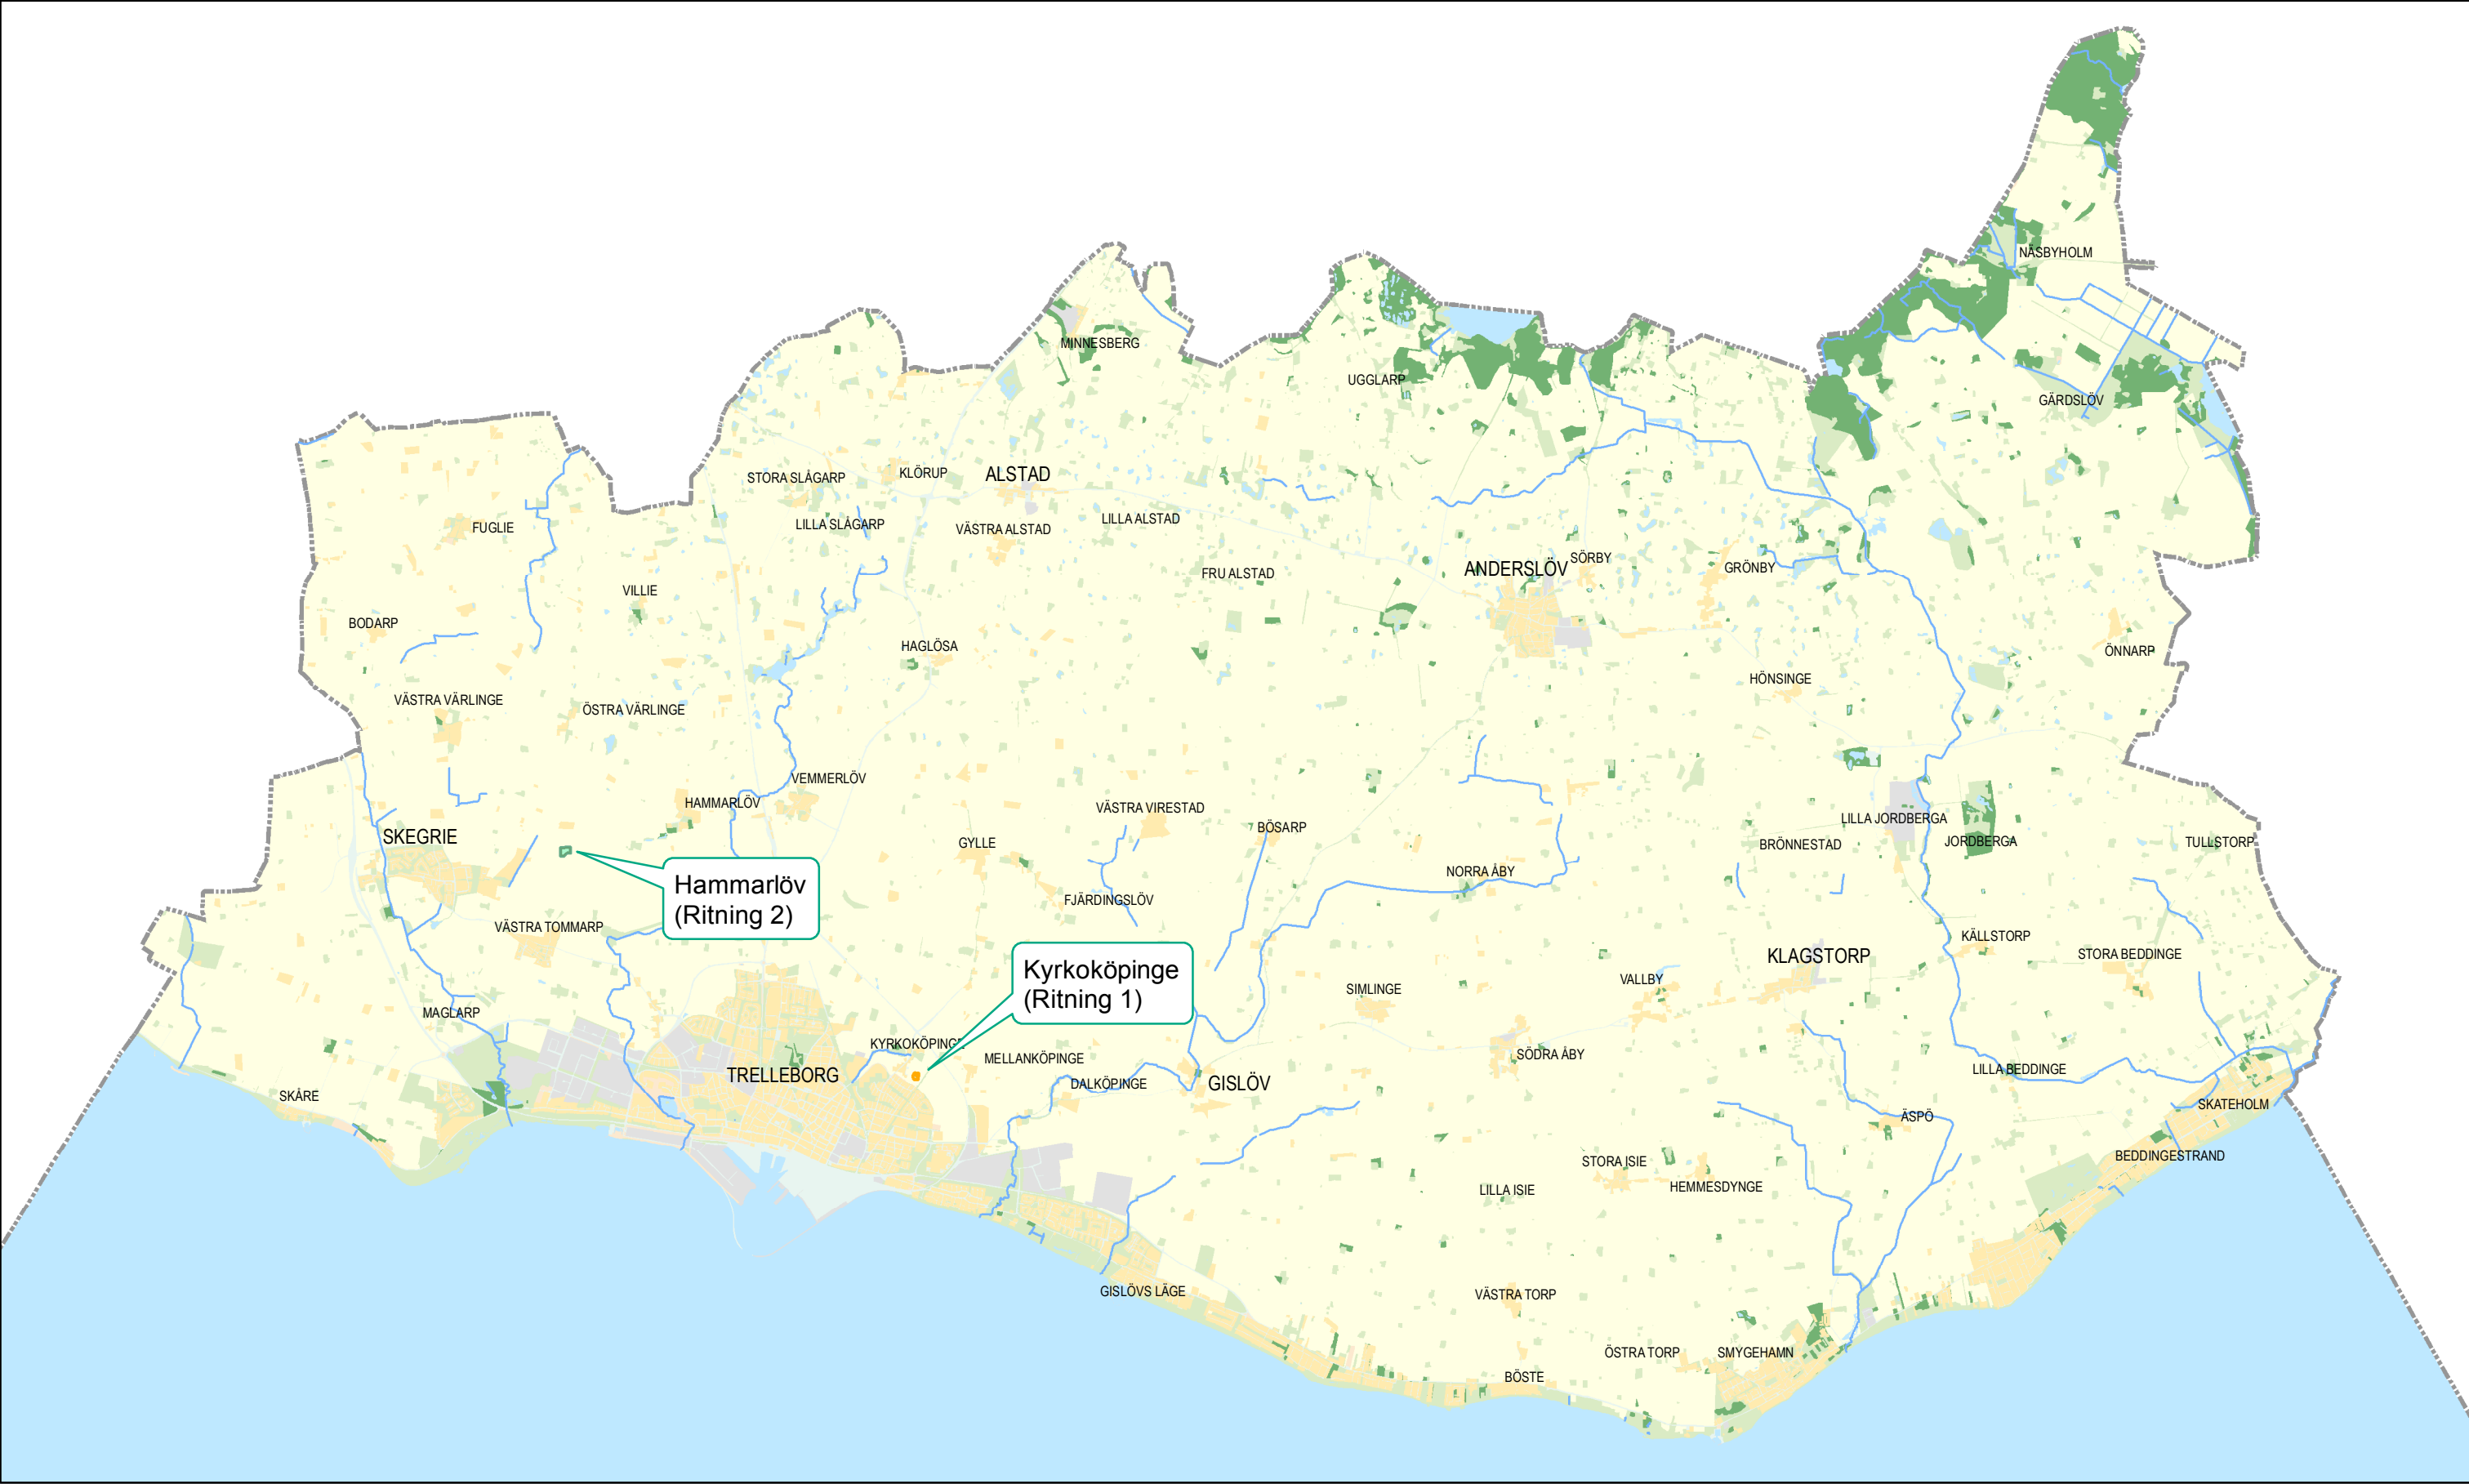 NÄSBYHOLM
MINNESBERG
UGGLARP
GÄRDSLÖV
STORA SLÅGARP
KLÖRUP
ALSTAD
FUGLIE
LILLA SLÅGARP
VÄSTRA ALSTAD
LILLA ALSTAD
FRU ALSTAD
ANDERSLÖV
SÖRBY
GRÖNBY
VILLIE
BODARP
HAGLÖSA
ÖNNARP
HÖNSINGE
VÄSTRA VÄRLINGE
ÖSTRA VÄRLINGE
VEMMERLÖV
HAMMARLÖV
VÄSTRA VIRESTAD
BÖSARP
LILLA JORDBERGA
SKEGRIE
GYLLE
BRÖNNESTAD
JORDBERGA
TULLSTORP
NORRA ÅBY
Hammarlöv
(Ritning 2)
FJÄRDINGSLÖV
VÄSTRA TOMMARP
KÄLLSTORP
KLAGSTORP
STORA BEDDINGE
Kyrkoköpinge
(Ritning 1)
VALLBY
SIMLINGE
MAGLARP
KYRKOKÖPINGE
MELLANKÖPINGE
SÖDRA ÅBY
LILLA BEDDINGE
TRELLEBORG
DALKÖPINGE
GISLÖV
SKÅRE
SKATEHOLM
ÄSPÖ
BEDDINGESTRAND
STORA ISIE
LILLA ISIE
HEMMESDYNGE
GISLÖVS LÄGE
VÄSTRA TORP
ÖSTRA TORP
SMYGEHAMN
BÖSTE